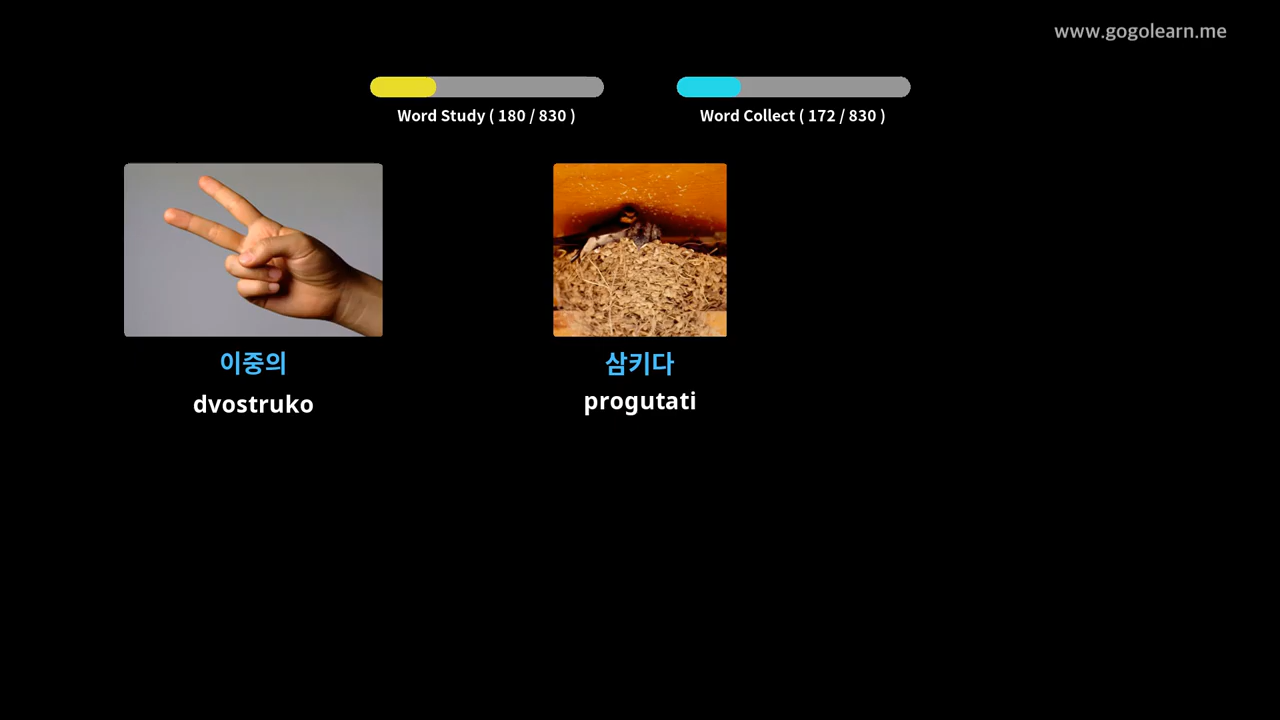 www.gogolearn.me
Word Study ( 180 / 830 )
Word Collect ( 172 / 830 )
이중의
dvostruko
삼키다
progutati